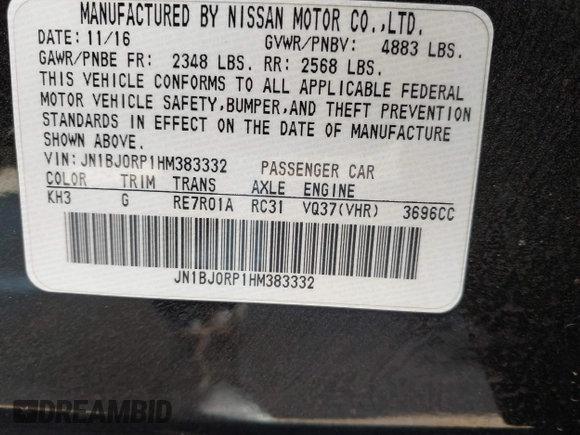 MANUFACTURED BY NISSAN MOTOR CO.,LTD.
DATE: 11/16 GVWR/PNBV: 4883 LBS.
GAWR/PNBE FR: 2348 LBS. RR: 2568 LBS.
THIS VEHICLE CONFORMS TO ALL APPLICABLE FEDERAL
MOTOR VEHICLE SAFETY,BUMPER,AND THEFT PREVENTION
STANDARDS IN EFFECT ON THE DATE OF MANUFACTURE
SHOWN ABOVE.
VIN:JN1BJ0RP1HM383332 PASSENGER CAR
COLOR TRIM TRANS AXLE ENGINE
KH3 G RE7R01A RC31 VQ37(VHR) 3696CC
JN1BJ0RP1HM383332
DREAMBID